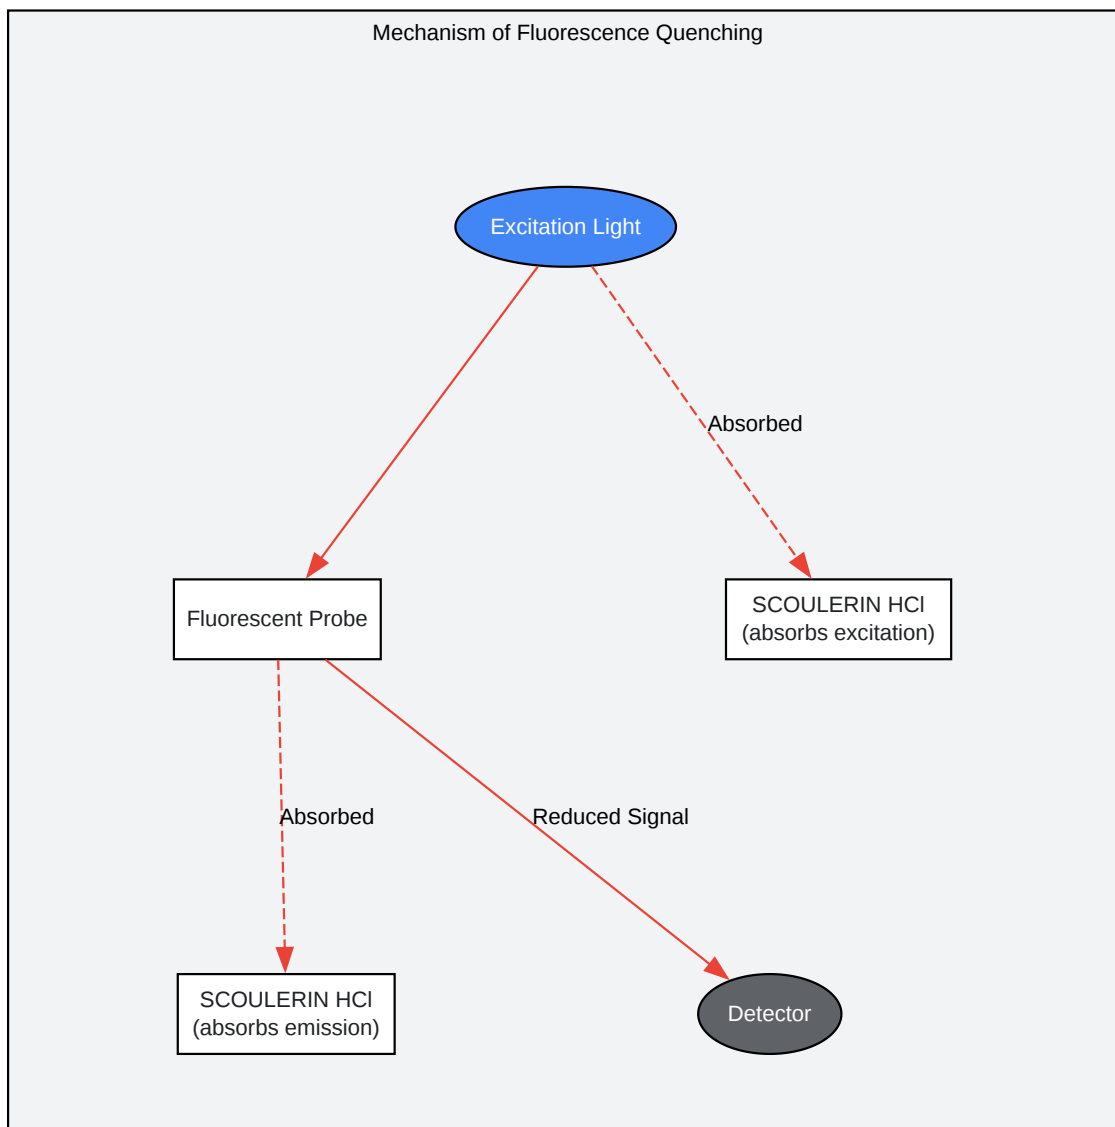 Mechanism of Fluorescence Quenching
Excitation Light
Absorbed
Fluorescent Probe
SCOULERIN HCl
(absorbs excitation)
Absorbed
Reduced Signal
SCOULERIN HCl
(absorbs emission)
Detector